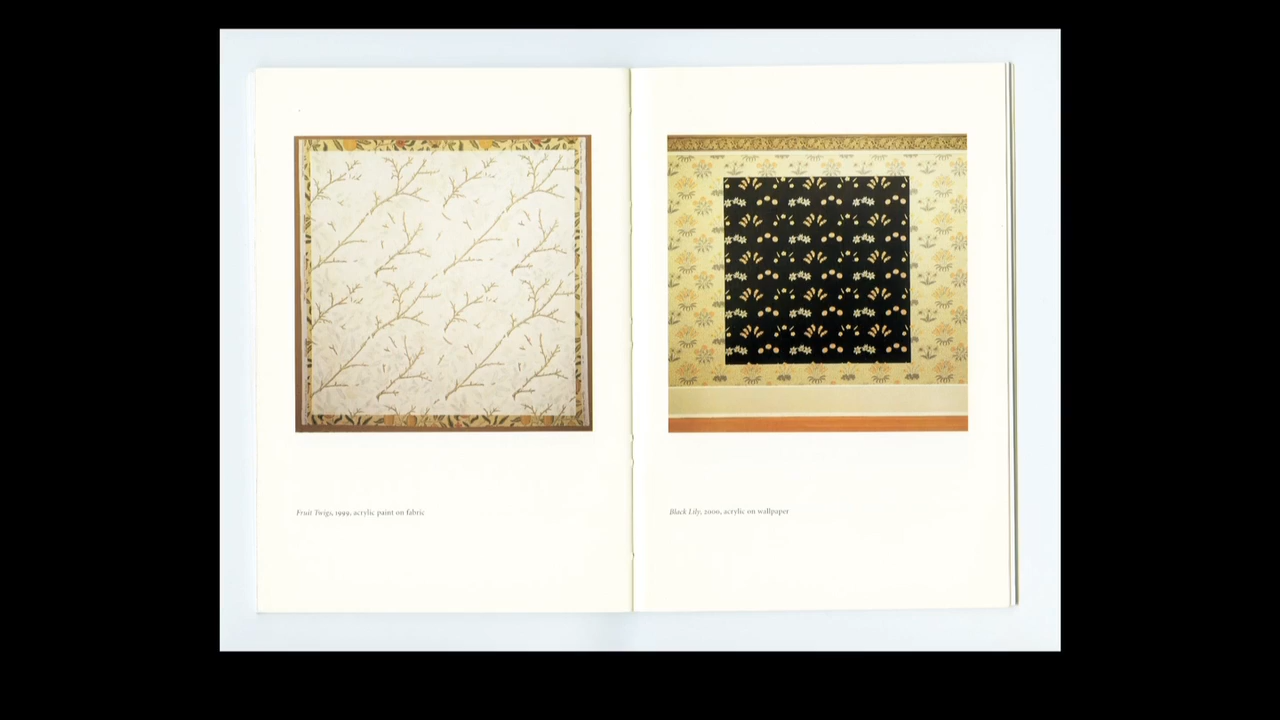 Fruit Twigs, 1999, acrylic paint on fabric
Black Lily, 2000, acrylic on wallpaper